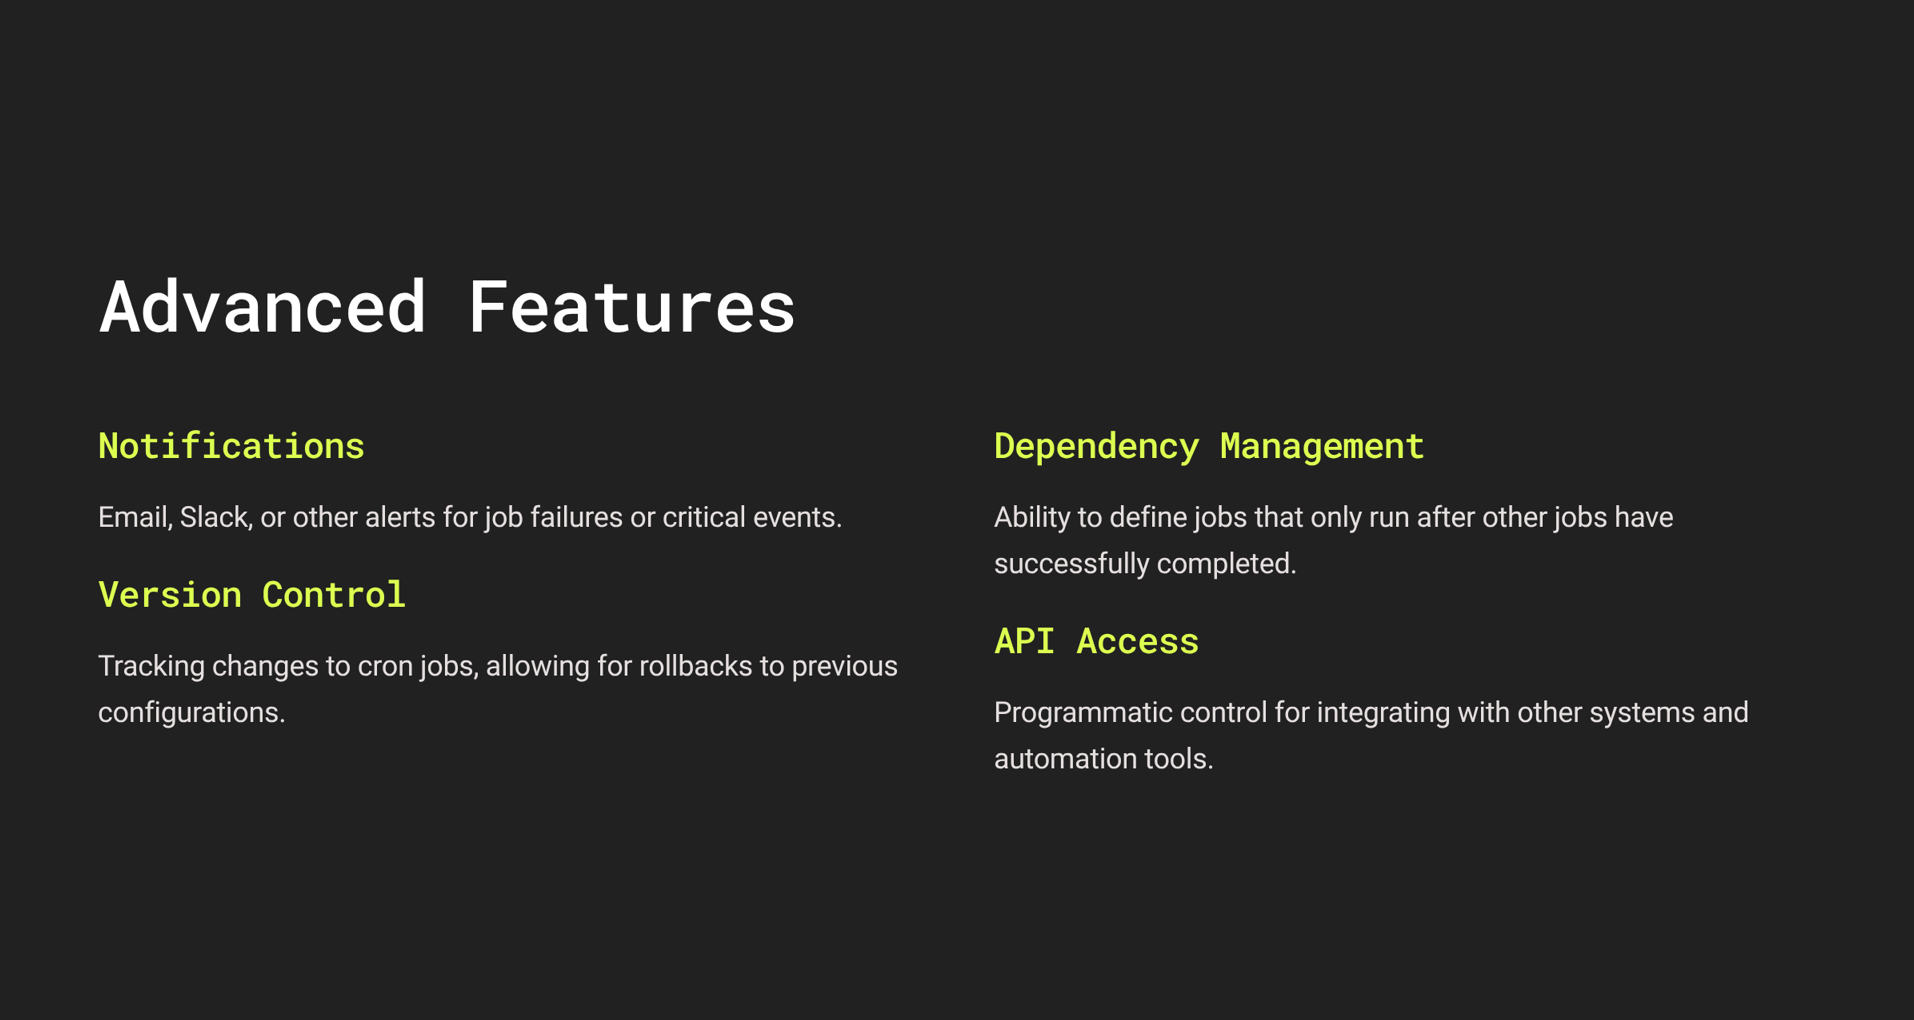 Advanced Features
Notifications
Email, Slack, or other alerts for job failures or critical events.
Version Control
Tracking changes to cron jobs, allowing for rollbacks to previous
configurations.
Dependency Management
Ability to define jobs that only run after other jobs have
successfully completed.
API Access
Programmatic control for integrating with other systems and
automation tools.